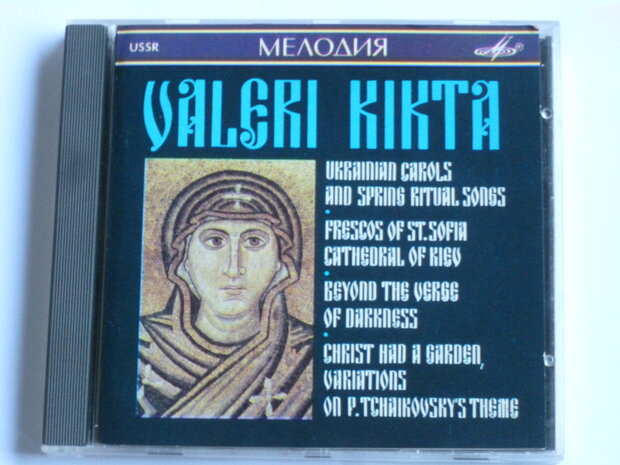 USSR
МЕЛОДИЯ
VALERI KIKTA
UKRAINIAN CAROLS
AND SPRING RITUAL SONGS
FRESCOS OF ST.SOFIA
CATHEDRAL OF KIEV
BEYOND THE VERGE
OF DARKNESS
CHRIST HAD A GARDEN,
VARIATIONS
ON P.TCHAIKOVSKY'S THEME